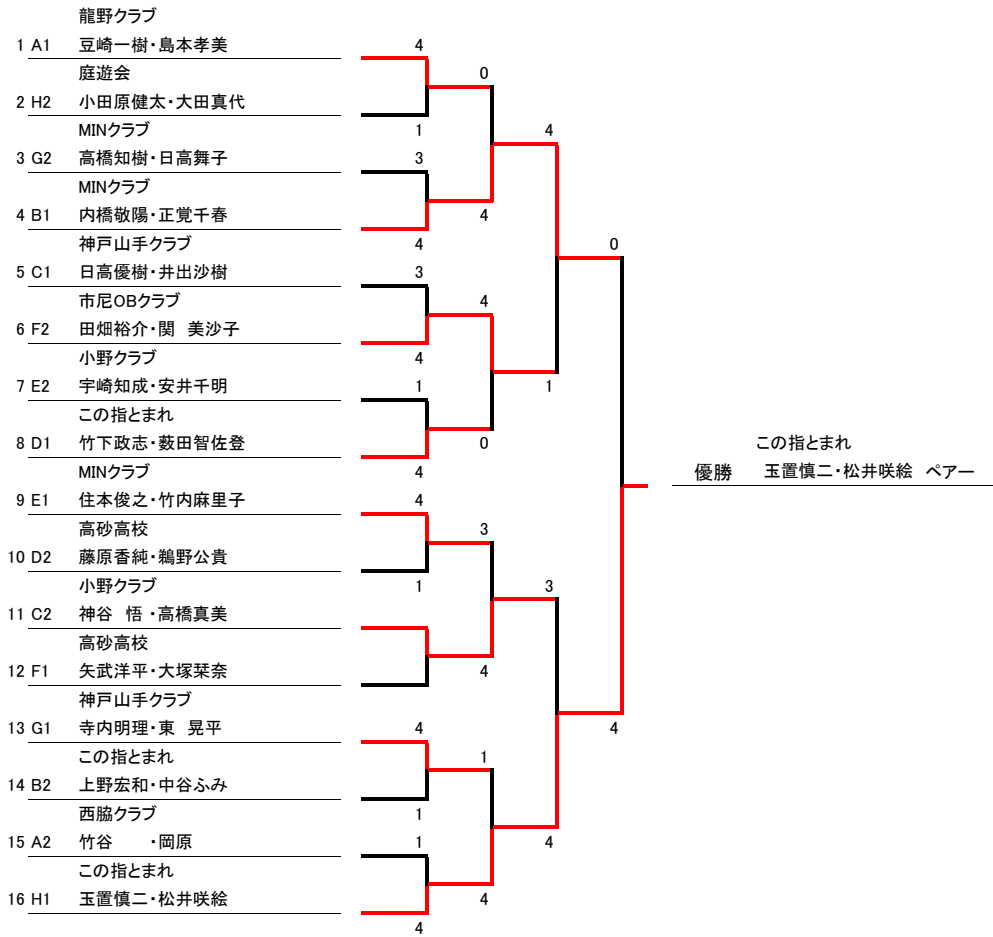 龍野クラブ
1 A1 豆崎一樹・島本孝美 4
庭遊会 0
2 H2 小田原健太・大田真代
MINクラブ 1 4
3 G2 高橋知樹・日高舞子 3
MINクラブ
4 B1 内橋敬陽・正覚千春 4
神戸山手クラブ 4 0
5 C1 日高優樹・井出沙樹 3
市尼OBクラブ 4
6 F2 田畑裕介・関 美沙子
小野クラブ 4
7 E2 宇崎知成・安井千明 1 1
この指とまれ
8 D1 竹下政志・薮田智佐登 0
この指とまれ
優勝 玉置慎二・松井咲絵 ペアー
MINクラブ 4
9 E1 住本俊之・竹内麻里子 4
高砂高校 3
10 D2 藤原香純・鵜野公貴
小野クラブ 1 3
11 C2 神谷 悟・高橋真美
高砂高校
12 F1 矢武洋平・大塚栞奈 4
神戸山手クラブ
13 G1 寺内明理・東 晃平 4 4
この指とまれ 1
14 B2 上野宏和・中谷ふみ
西脇クラブ 1
15 A2 竹谷 ・岡原 1 4
この指とまれ
16 H1 玉置慎二・松井咲絵 4
4